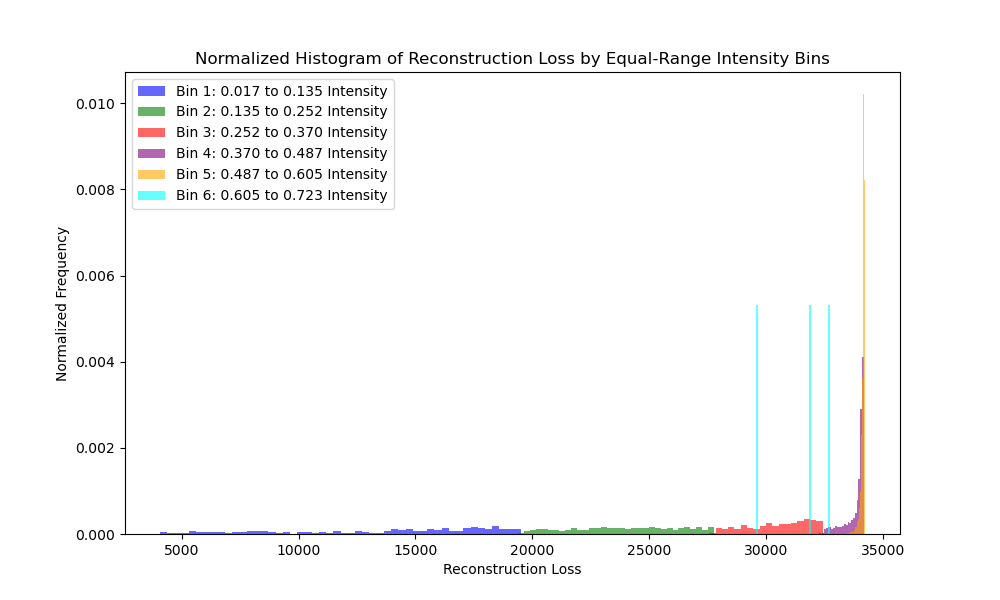 Normalized Histogram of Reconstruction Loss by Equal-Range Intensity Bins
Bin 1: 0.017 to 0.135 Intensity
Bin 2: 0.135 to 0.252 Intensity
Bin 3: 0.252 to 0.370 Intensity
Bin 4: 0.370 to 0.487 Intensity
Bin 5: 0.487 to 0.605 Intensity
Bin 6: 0.605 to 0.723 Intensity
Normalized Frequency
0.010
0.008
0.006
0.004
0.002
0.000
5000 10000 15000 20000 25000 30000 35000
Reconstruction Loss